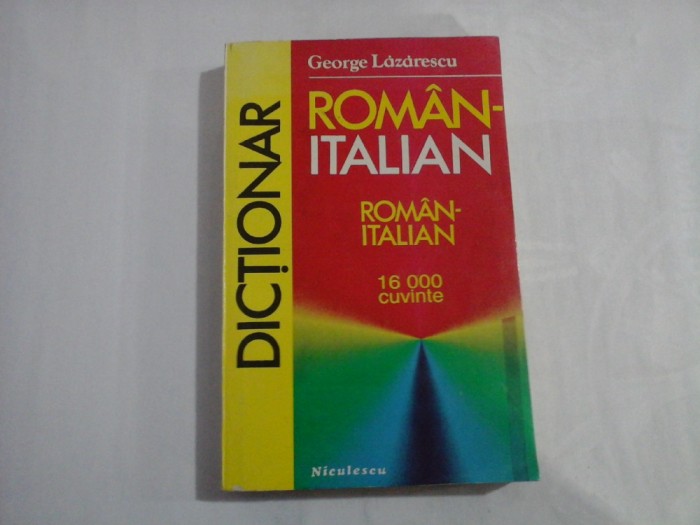 George Lăzărescu
DICȚIONAR
ROMÂN-
ITALIAN
ROMÂN-
ITALIAN
16 000
cuvinte
Niculescu